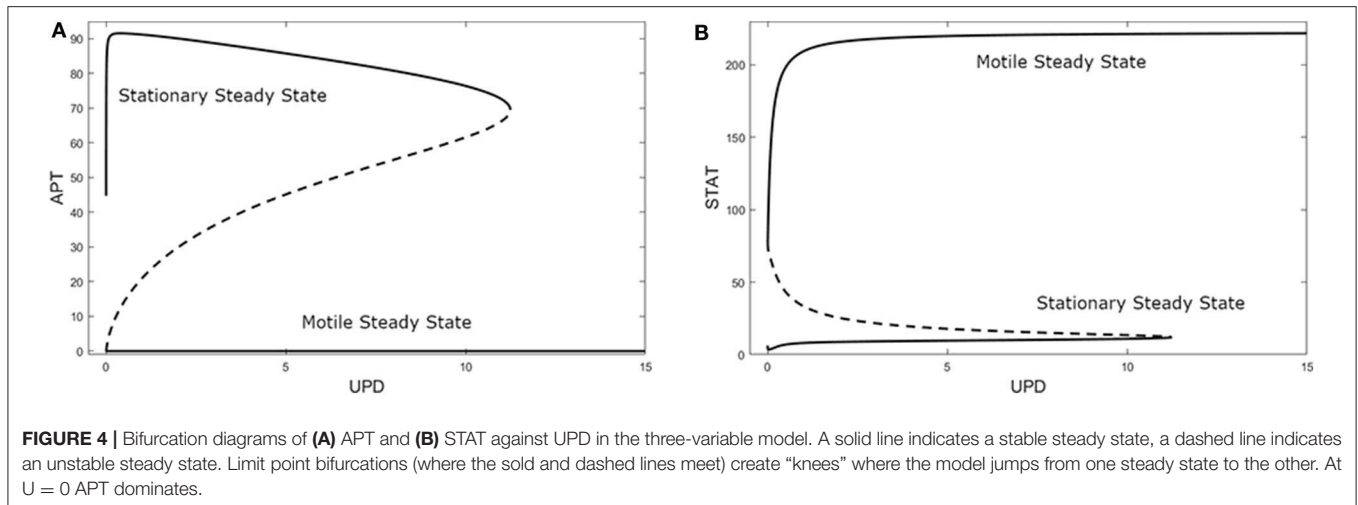 A
90
80
70
60
50
40
30
20
10
0
APT
Stationary Steady State
Motile Steady State
0
5
10
15
UPD
B
200
150
100
50
0
STAT
Motile Steady State
Stationary Steady State
0
5
10
15
UPD
FIGURE 4 | Bifurcation diagrams of (A) APT and (B) STAT against UPD in the three-variable model. A solid line indicates a stable steady state, a dashed line indicates
an unstable steady state. Limit point bifurcations (where the sold and dashed lines meet) create “knees” where the model jumps from one steady state to the other. At
U = 0 APT dominates.